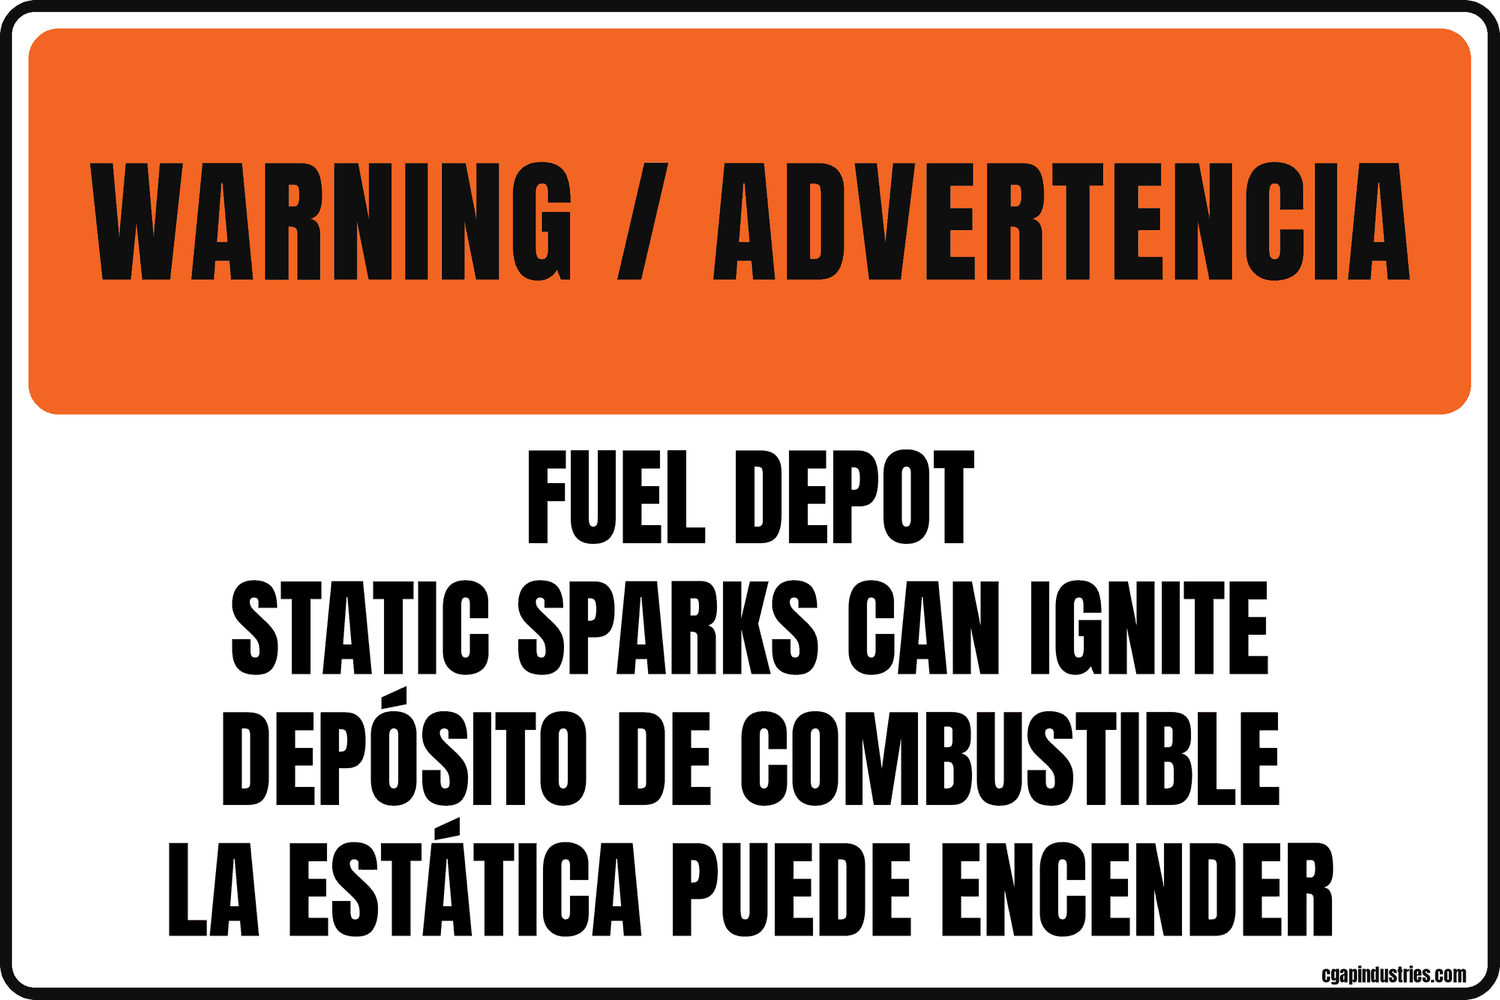 WARNING / ADVERTENCIA
FUEL DEPOT
STATIC SPARKS CAN IGNITE
DEPÓSITO DE COMBUSTIBLE
LA ESTÁTICA PUEDE ENCENDER
cgapindustries.com